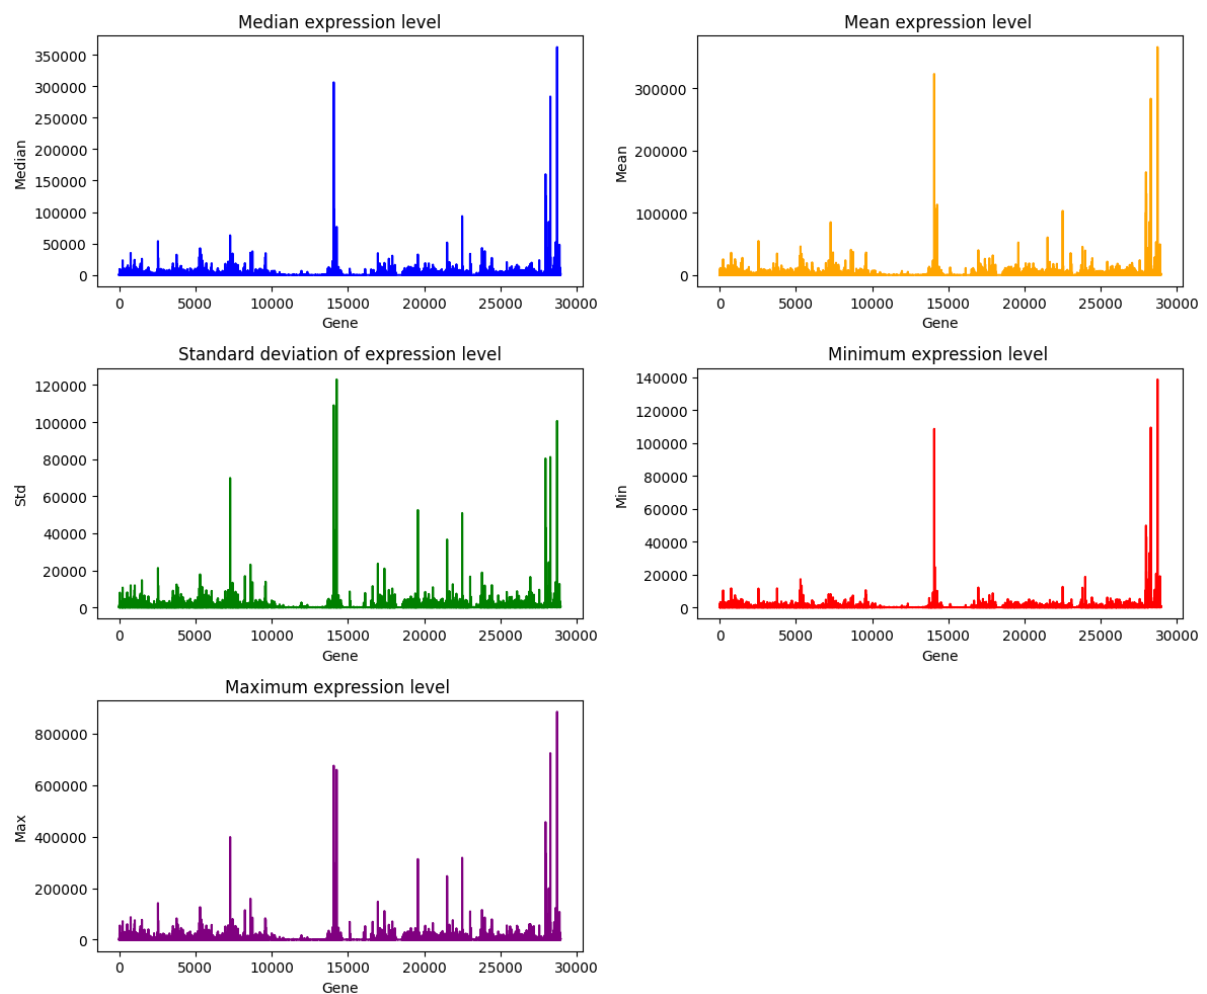 Median expression level
350000
300000
250000
200000
150000
100000
50000
0
Median
0 5000 10000 15000 20000 25000 30000
Gene
Mean expression level
300000
200000
100000
0
Mean
0 5000 10000 15000 20000 25000 30000
Gene
Standard deviation of expression level
120000
100000
80000
60000
40000
20000
0
Std
0 5000 10000 15000 20000 25000 30000
Gene
Minimum expression level
140000
120000
100000
80000
60000
40000
20000
0
Min
0 5000 10000 15000 20000 25000 30000
Gene
Maximum expression level
800000
600000
400000
200000
0
Max
0 5000 10000 15000 20000 25000 30000
Gene